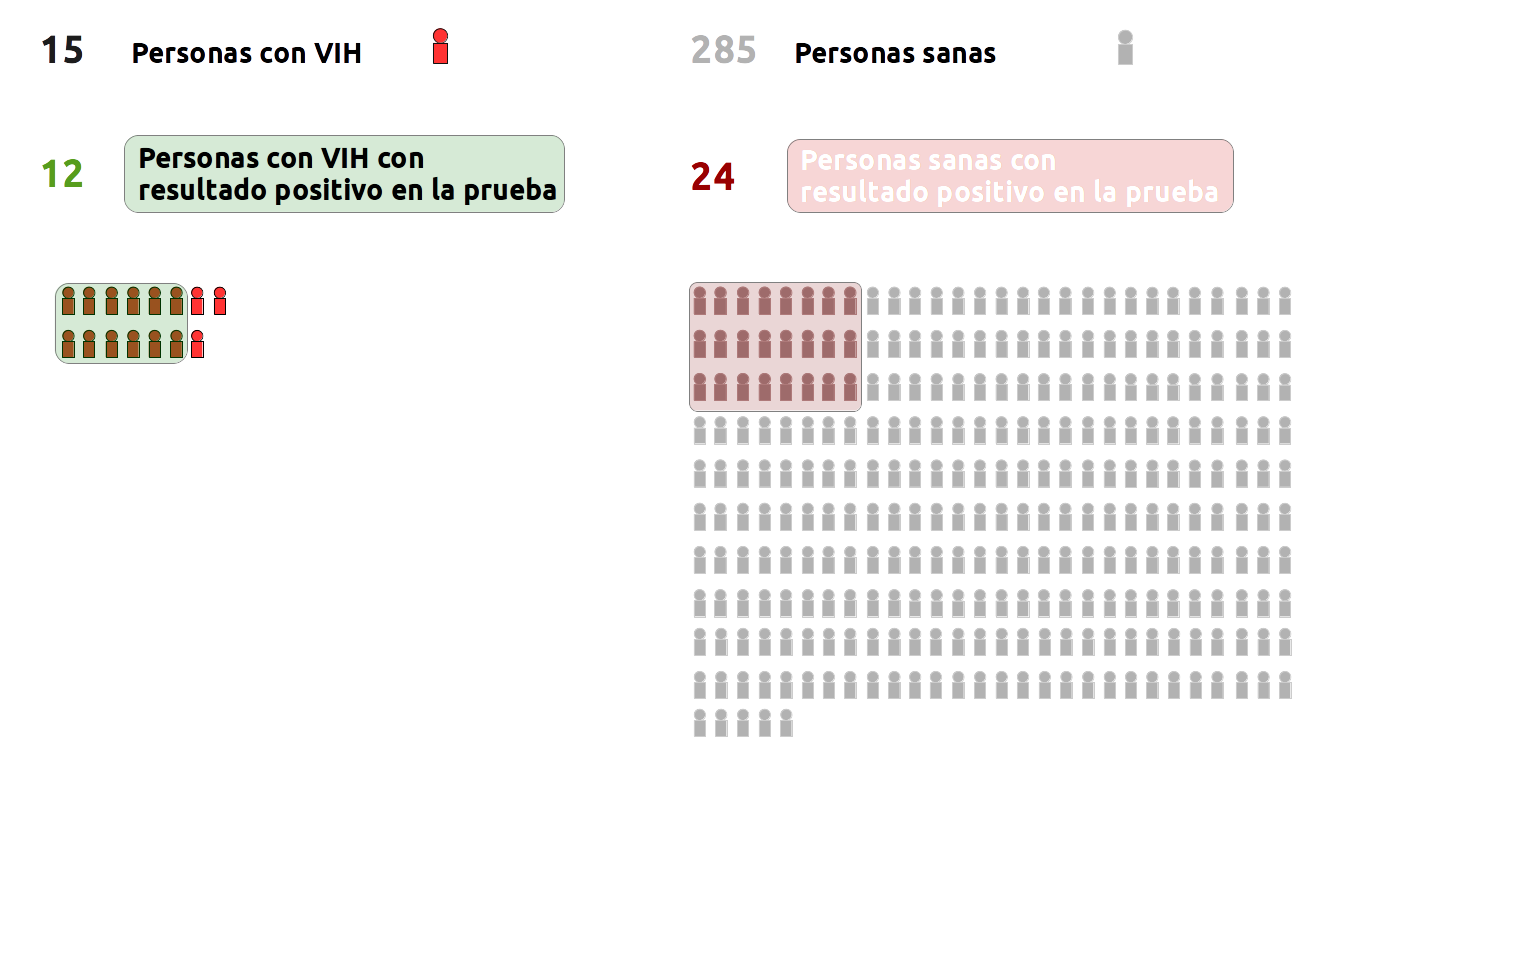 15 Personas con VIH
285 Personas sanas
12 Personas con VIH con
resultado positivo en la prueba
24 Personas sanas con
resultado positivo en la prueba